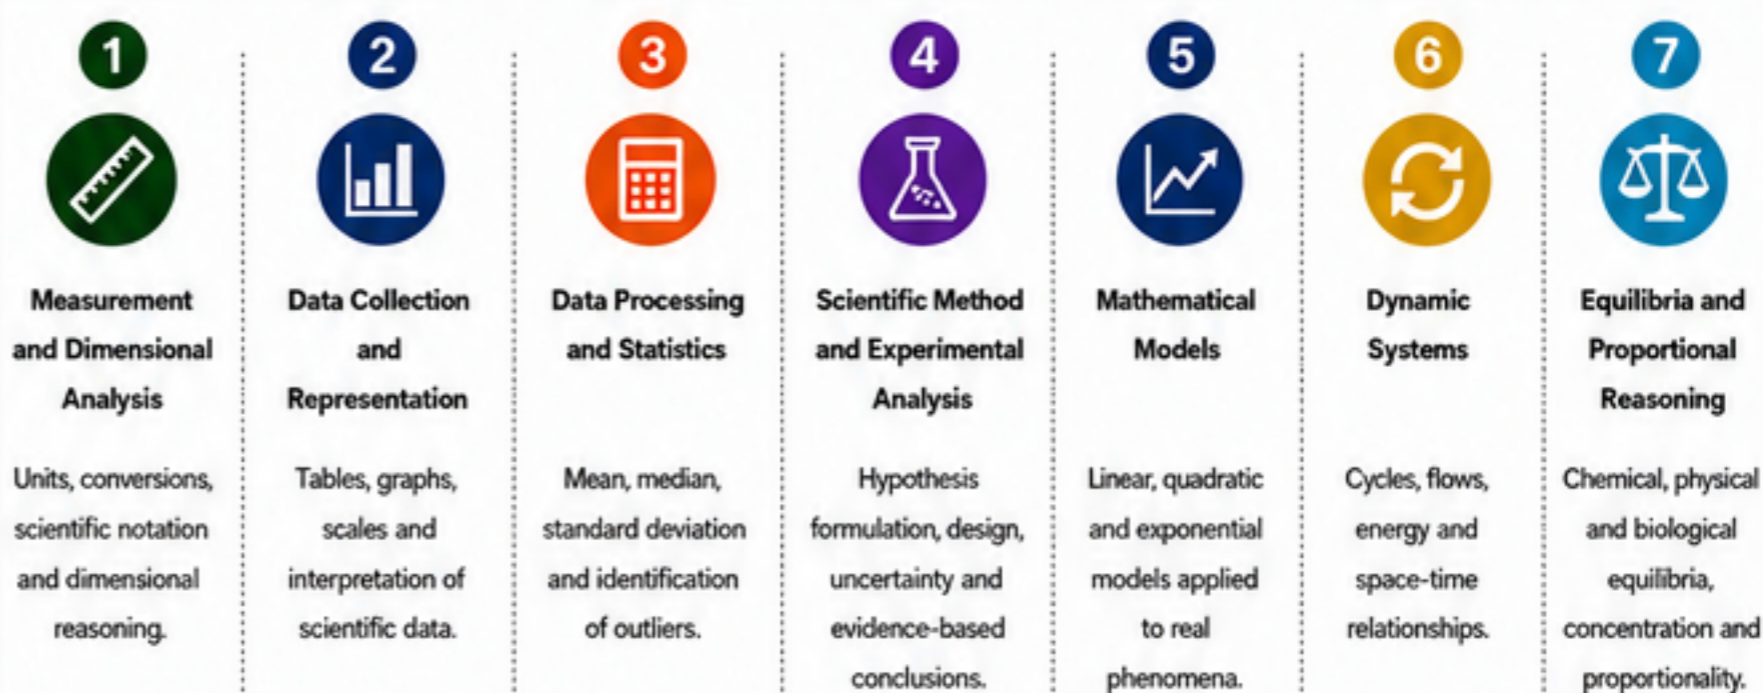 1
Measurement
and Dimensional
Analysis
Units, conversions,
scientific notation
and dimensional
reasoning.
2
Data Collection
and
Representation
Tables, graphs,
scales and
interpretation of
scientific data.
3
Data Processing
and Statistics
Mean, median,
standard deviation
and identification
of outliers.
4
Scientific Method
and Experimental
Analysis
Hypothesis
formulation, design,
uncertainty and
evidence-based
conclusions.
5
Mathematical
Models
Linear, quadratic
and exponential
models applied
to real
phenomena.
6
Dynamic
Systems
Cycles, flows,
energy and
space-time
relationships.
7
Equilibria and
Proportional
Reasoning
Chemical, physical
and biological
equilibria,
concentration and
proportionality.